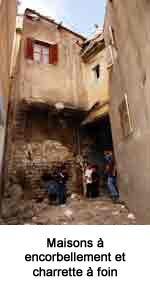 Maisons à
encorbellement et
charrette à foin